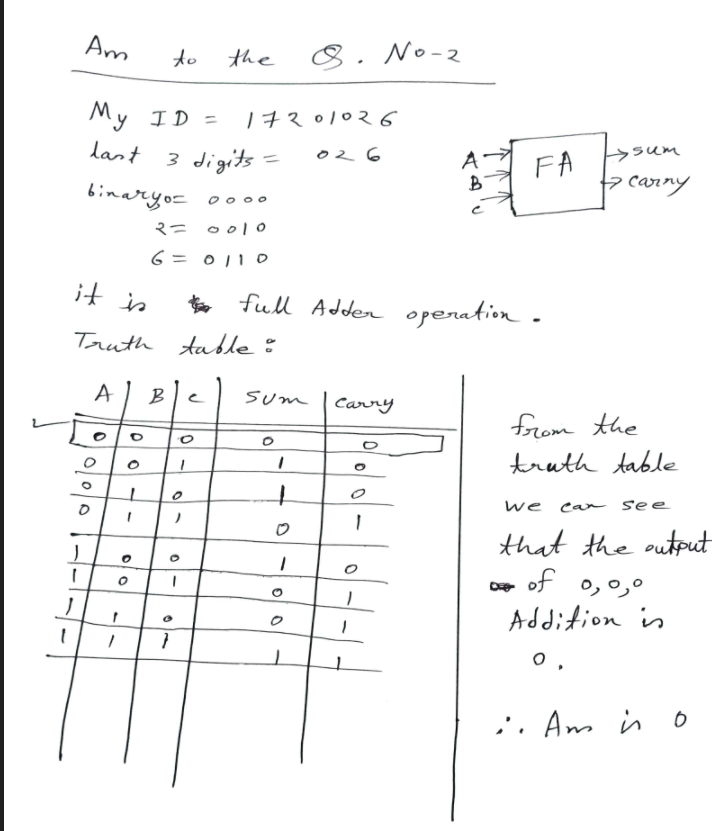 Ans to the Q. No-2
My ID = 17201026
last 3 digits = 026
binary 0= 0000
2= 0010
6= 0110
A
B
c
FA
sum
carry
it is full Adder operation.
Truth table:
A B c sum carry
0 0 0 0 0
0 0 1 1 0
0 1 0 1 0
0 1 1 0 1
1 0 0 1 0
1 0 1 0 1
1 1 0 0 1
1 1 1 1 1
from the
truth table
we can see
that the output
of 0,0,0
Addition is
0.
∴ Ans is 0